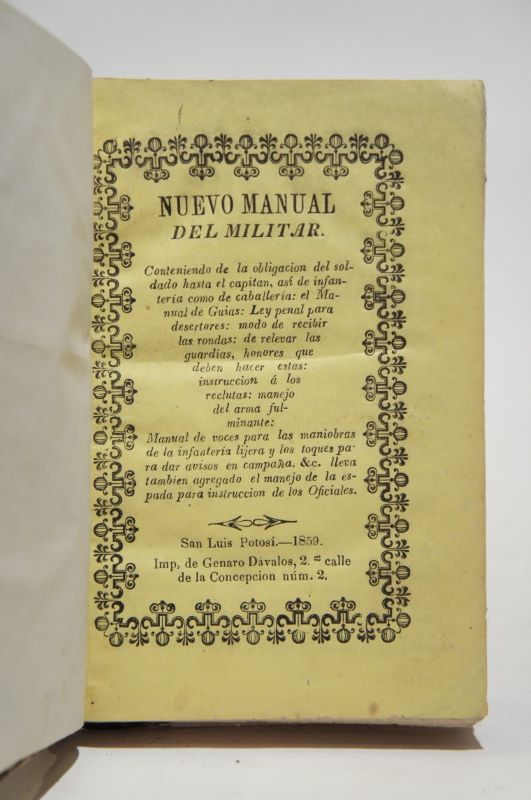 NUEVO MANUAL
DEL MILITAR.
Conteniendo de la obligacion del sol-
dado hasta el capitan, así de infan-
tería como de caballería: el Ma-
nual de Guias: Ley penal para
desertores: modo de recibir
las rondas: de relevar las
guardias, honores que
deben hacer estas:
instruccion á los
reclutas: manejo
del arma ful-
minante:
Manual de voces para las maniobras
de la infantería lijera y los toques pa-
ra dar avisos en campaña, &c. lleva
tambien agregado el manejo de la es-
pada para instruccion de los Oficiales.
San Luis Potosí.—1859.
Imp, de Genaro Dávalos, 2.ª calle
de la Concepcion núm. 2.